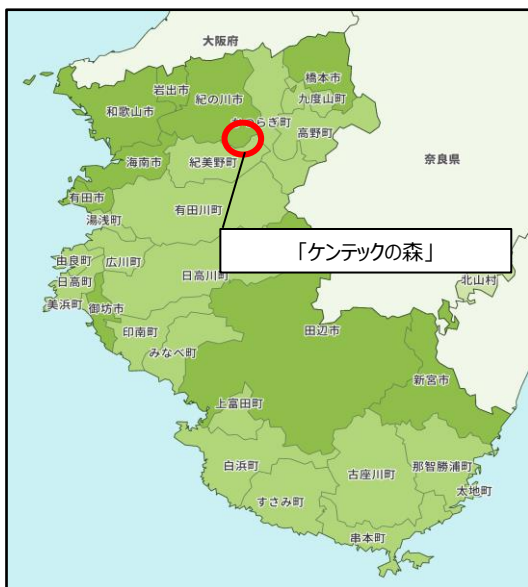 大阪府
橋本市
岩出市
紀の川市
九度山町
和歌山市
らぎ町
高野町
奈良県
海南市
紀美野町
有田市
有田川町
湯浅町
「ケンテックの森」
由良町
広川町
日高川町
北山村
日高町
美浜町
御坊市
田辺市
印南町
みなべ町
新宮市
上富田町
白浜町
那智勝浦町
古座川町
太地町
すさみ町
串本町